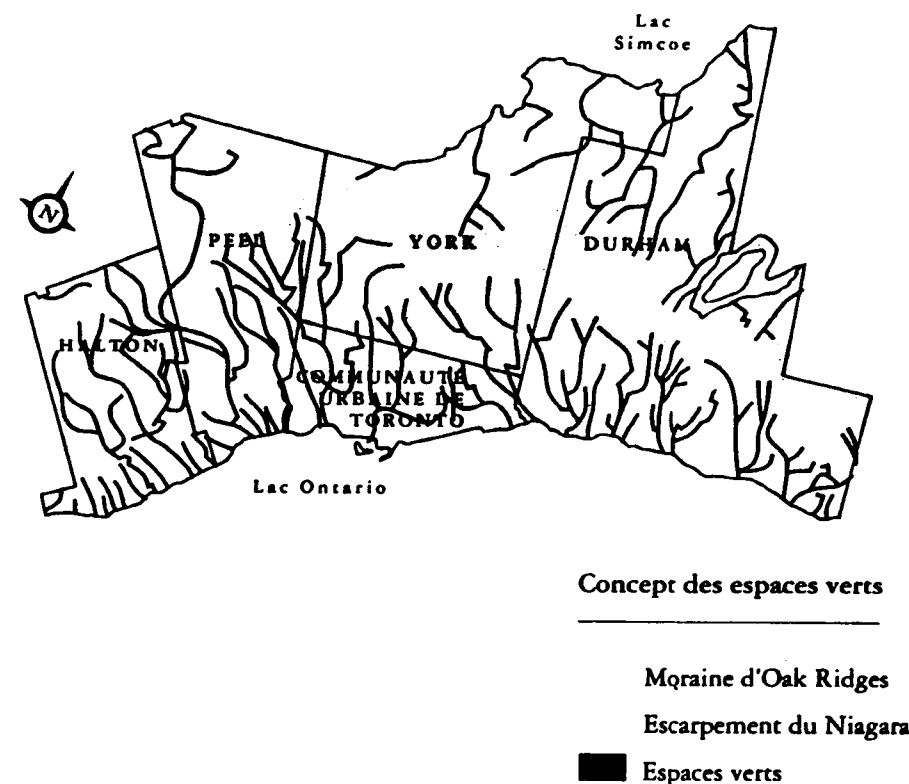 Lac
Simcoe
N
PEEL
YORK
DURHAM
HALTON
COMMUNAUTÉ
URBAINE DE
TORONTO
Lac Ontario
Concept des espaces verts
Moraine d'Oak Ridges
Escarpement du Niagara
Espaces verts